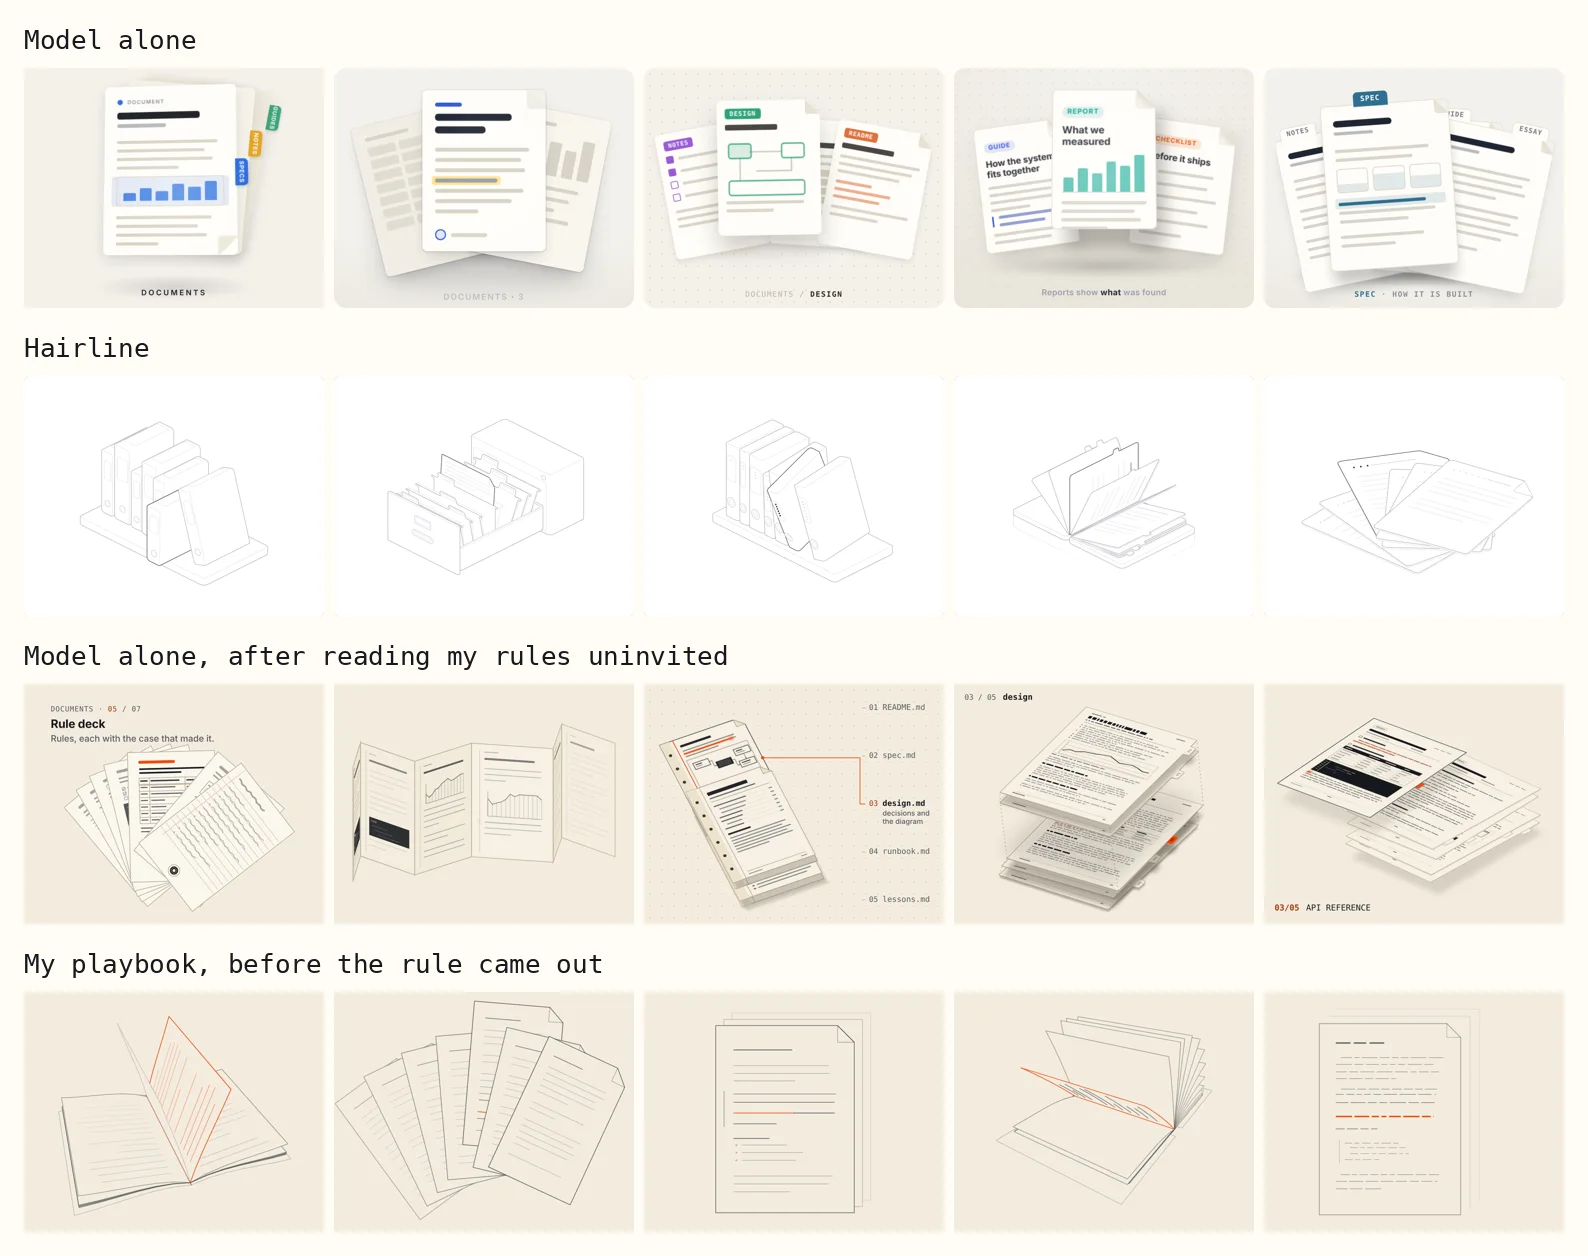 Model alone
DOCUMENT
GUIDES
NOTES
SPECS
DOCUMENTS
DOCUMENTS · 3
NOTES
DESIGN
README
DOCUMENTS / DESIGN
GUIDE
How the system
fits together
REPORT
What we
measured
CHECKLIST
efore it ships
Reports show what was found
NOTES
SPEC
IDE
ESSAY
SPEC · HOW IT IS BUILT
Hairline
Model alone, after reading my rules uninvited
DOCUMENTS · 05 / 07
Rule deck
Rules, each with the case that made it.
01 README.md
02 spec.md
03 design.md
decisions and
the diagram
04 runbook.md
05 lessons.md
03 / 05 design
03/05 API REFERENCE
My playbook, before the rule came out